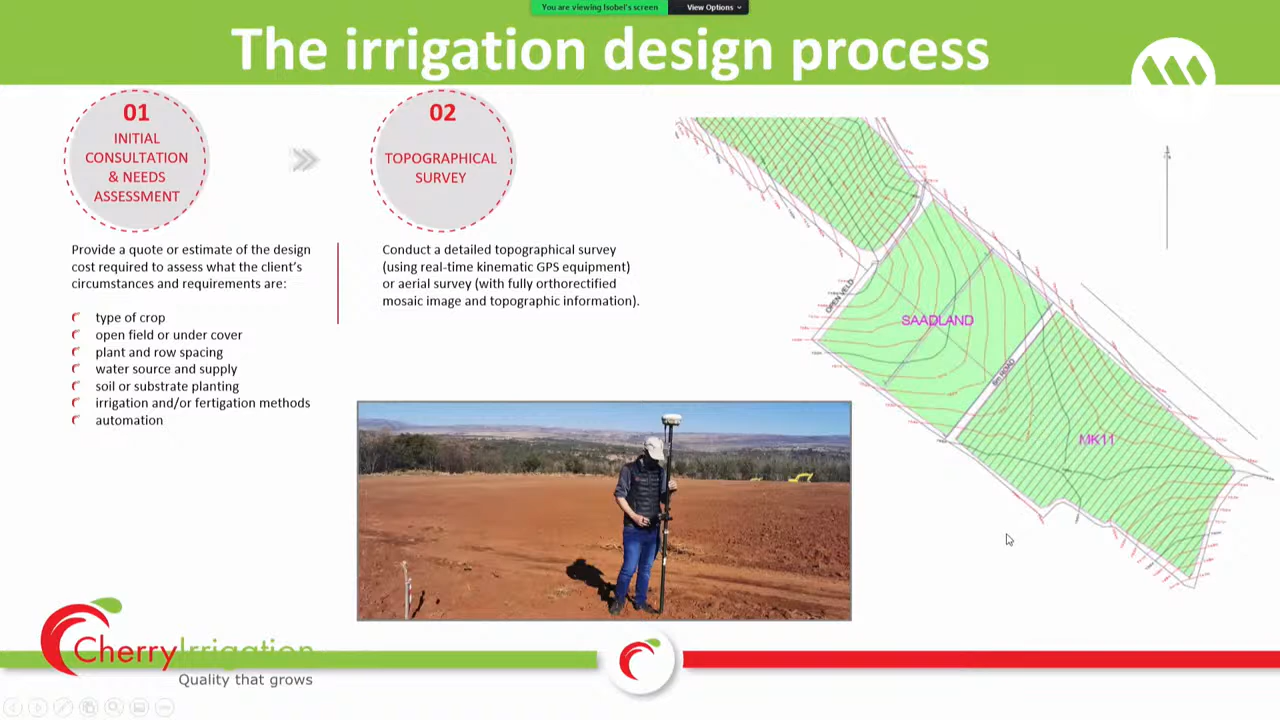 You are viewing Isobel's screen
View Options
The irrigation design process
01
INITIAL
CONSULTATION
& NEEDS
ASSESSMENT
02
TOPOGRAPHICAL
SURVEY
Provide a quote or estimate of the design
cost required to assess what the client's
circumstances and requirements are:
type of crop
open field or under cover
plant and row spacing
water source and supply
soil or substrate planting
irrigation and/or fertigation methods
automation
Conduct a detailed topographical survey
(using real-time kinematic GPS equipment)
or aerial survey (with fully orthorectified
mosaic image and topographic information).
OPEN VELD
SAADLAND
6m ROAD
MK11
CherryIrrigation
Quality that grows